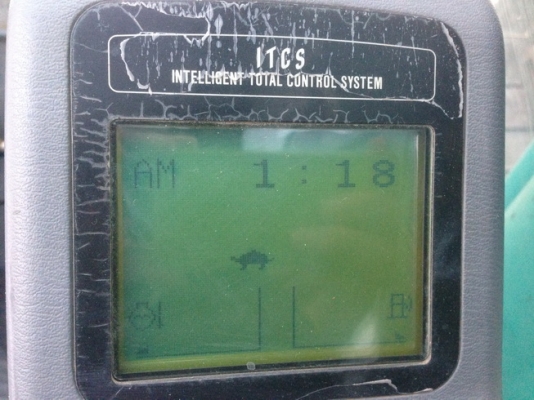 ITCS
INTELLIGENT TOTAL CONTROL SYSTEM
AM 1:18